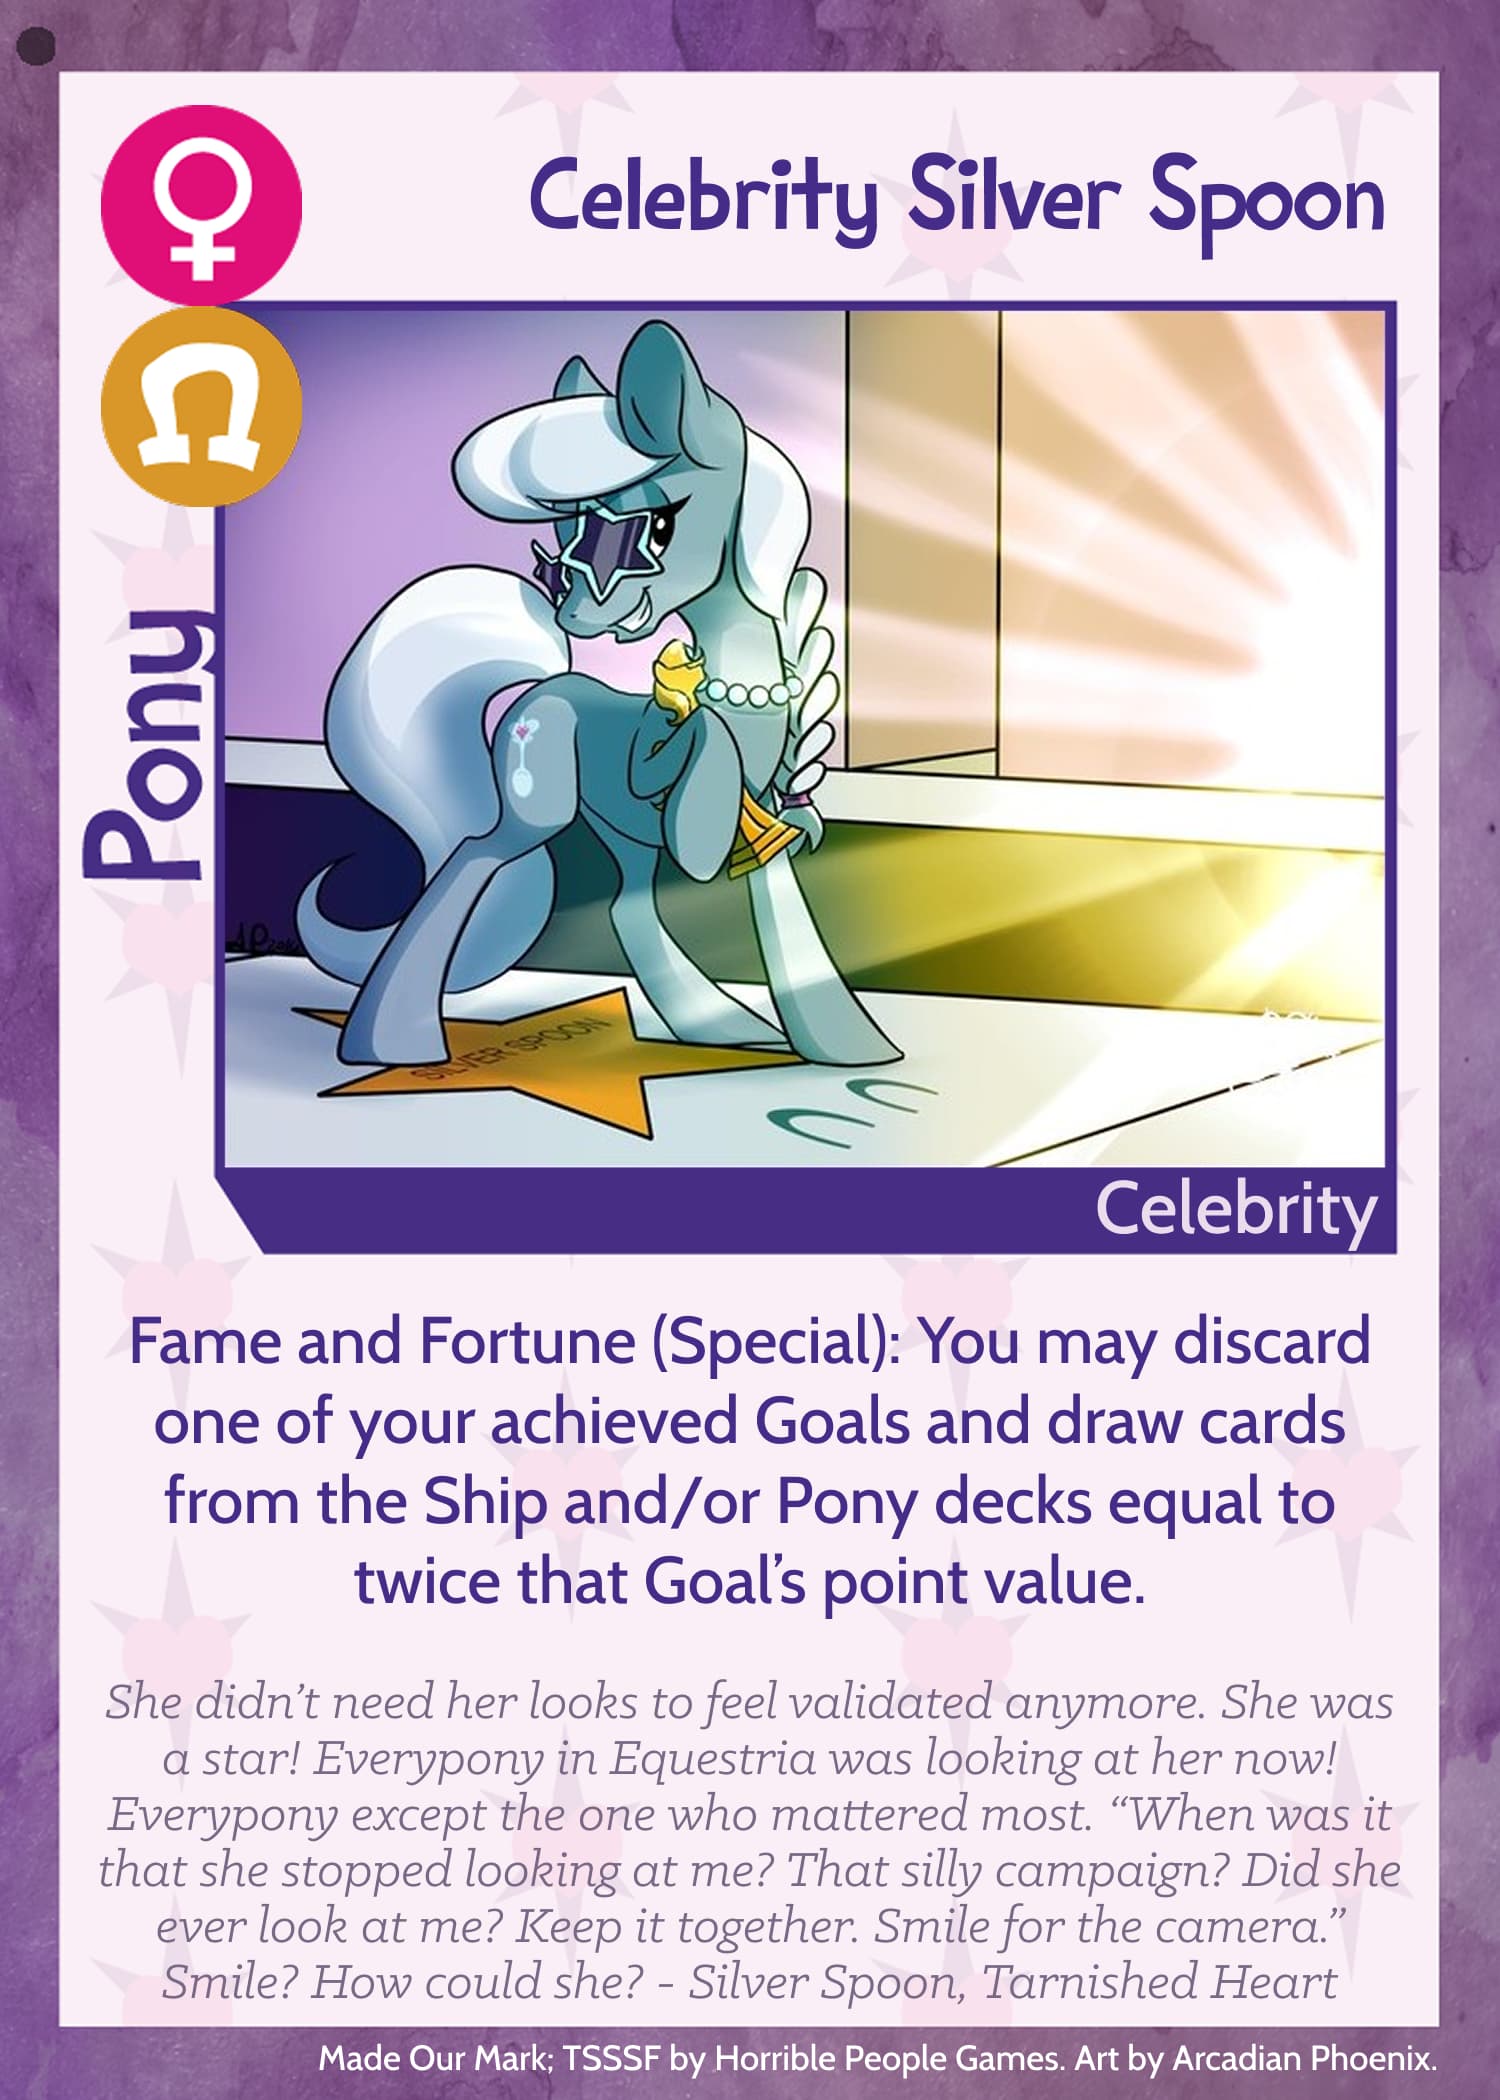 Celebrity Silver Spoon
Pony
SILVER SPOON
Celebrity
Fame and Fortune (Special): You may discard
one of your achieved Goals and draw cards
from the Ship and/or Pony decks equal to
twice that Goal’s point value.
She didn’t need her looks to feel validated anymore. She was
a star! Everypony in Equestria was looking at her now!
Everypony except the one who mattered most. “When was it
that she stopped looking at me? That silly campaign? Did she
ever look at me? Keep it together. Smile for the camera.”
Smile? How could she? - Silver Spoon, Tarnished Heart
Made Our Mark; TSSSF by Horrible People Games. Art by Arcadian Phoenix.